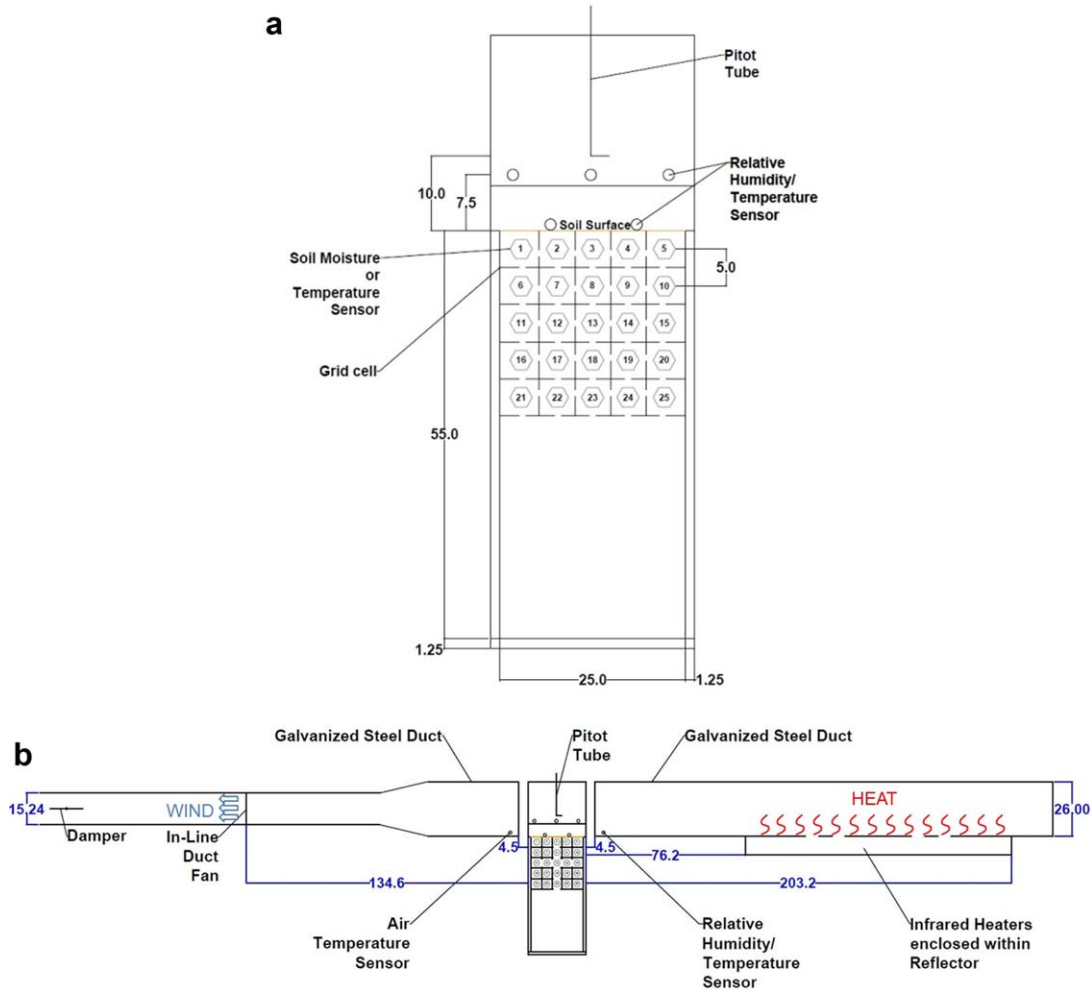 a
Pitot
Tube
Relative
Humidity/
Temperature
Sensor
10.0
7.5
Soil Surface
Soil Moisture
or
Temperature
Sensor
1 2 3 4 5
5.0
6 7 8 9 10
11 12 13 14 15
Grid cell
16 17 18 19 20
21 22 23 24 25
55.0
1.25
25.0
1.25
b
Galvanized Steel Duct
Pitot
Tube
Galvanized Steel Duct
15,24
WIND
HEAT
26,00
Damper
In-Line
Duct
Fan
4.5
4.5
76.2
134.6
203.2
Air
Temperature
Sensor
Relative
Humidity/
Temperature
Sensor
Infrared Heaters
enclosed within
Reflector